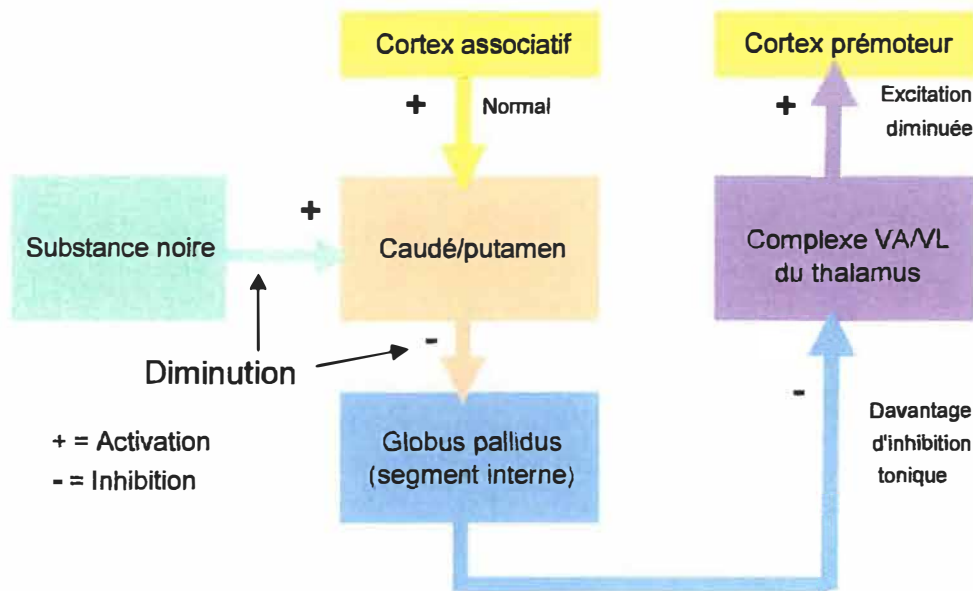 Cortex associatif
Cortex prémoteur
+
Normal
+
Excitation
diminuée
Substance noire
+
Caudé/putamen
Complexe VA/VL
du thalamus
-
Diminution
+ = Activation
- = Inhibition
Globus pallidus
(segment interne)
-
Davantage
d'inhibition
tonique